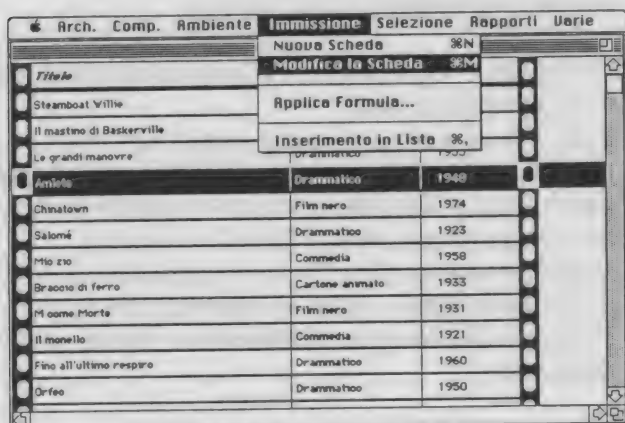 Arch. Comp. Ambiente Immissione Selezione Rapporti Varie
Nuova Scheda ⌘N
Modifica la Scheda ⌘M
Applica Formula...
Inserimento in Lista ⌘,
Titolo
Steamboat Willie
Il mastino di Baskerville
Le grandi manovre Drammatico 1955
Amleto Drammatico 1948
Chinatown Film nero 1974
Salomé Drammatico 1923
Mio zio Commedia 1958
Braccio di ferro Cartone animato 1933
M come Morte Film nero 1931
Il monello Commedia 1921
Fino all'ultimo respiro Drammatico 1960
Orfeo Drammatico 1950